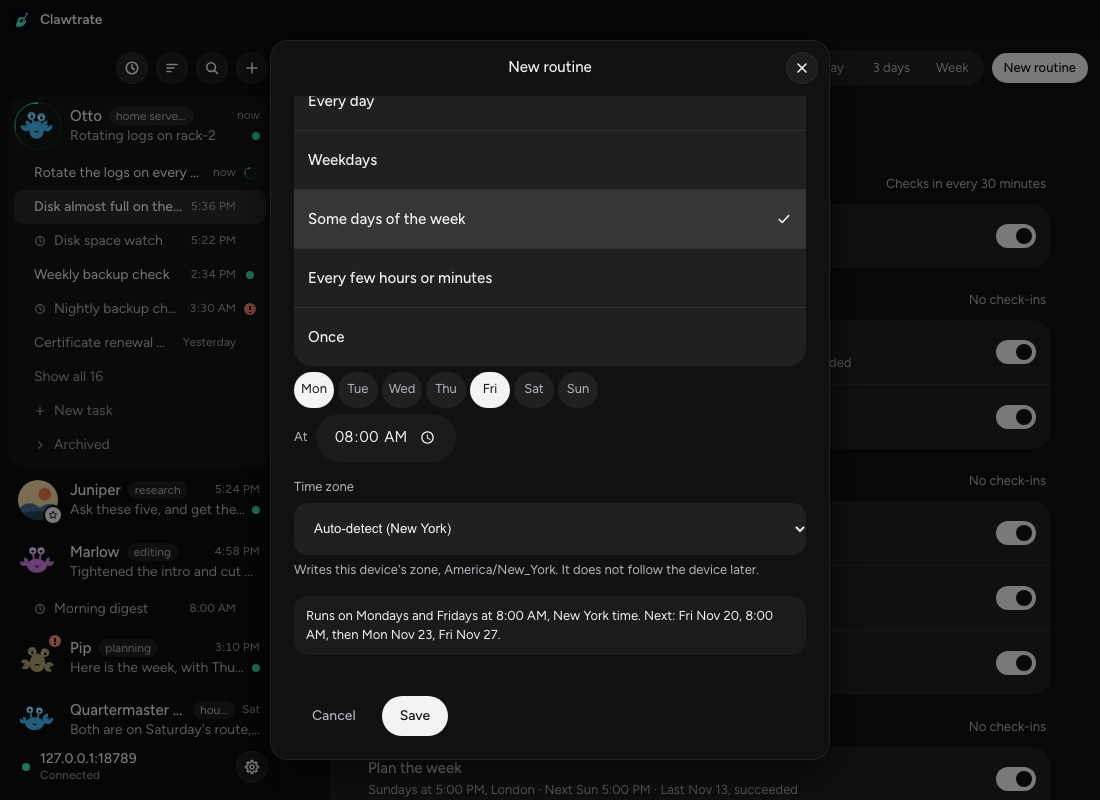 Clawtrate
New routine
ay
3 days
Week
New routine
Otto
home serve...
now
Rotating logs on rack-2
Rotate the logs on every ...
now
Disk almost full on the...
5:36 PM
Disk space watch
5:22 PM
Weekly backup check
2:34 PM
Nightly backup ch...
3:30 AM
Certificate renewal ...
Yesterday
Show all 16
New task
Archived
Juniper
research
5:24 PM
Ask these five, and get the...
Marlow
editing
4:58 PM
Tightened the intro and cut ...
Morning digest
8:00 AM
Pip
planning
3:10 PM
Here is the week, with Thu...
Quartermaster ...
hou...
Sat
Both are on Saturday's route,...
127.0.0.1:18789
Connected
Every day
Weekdays
Some days of the week
Every few hours or minutes
Once
Mon
Tue
Wed
Thu
Fri
Sat
Sun
At
08:00 AM
Time zone
Auto-detect (New York)
Writes this device's zone, America/New_York. It does not follow the device later.
Runs on Mondays and Fridays at 8:00 AM, New York time. Next: Fri Nov 20, 8:00
AM, then Mon Nov 23, Fri Nov 27.
Cancel
Save
Checks in every 30 minutes
No check-ins
ded
No check-ins
No check-ins
Plan the week
Sundays at 5:00 PM, London · Next Sun 5:00 PM · Last Nov 13, succeeded